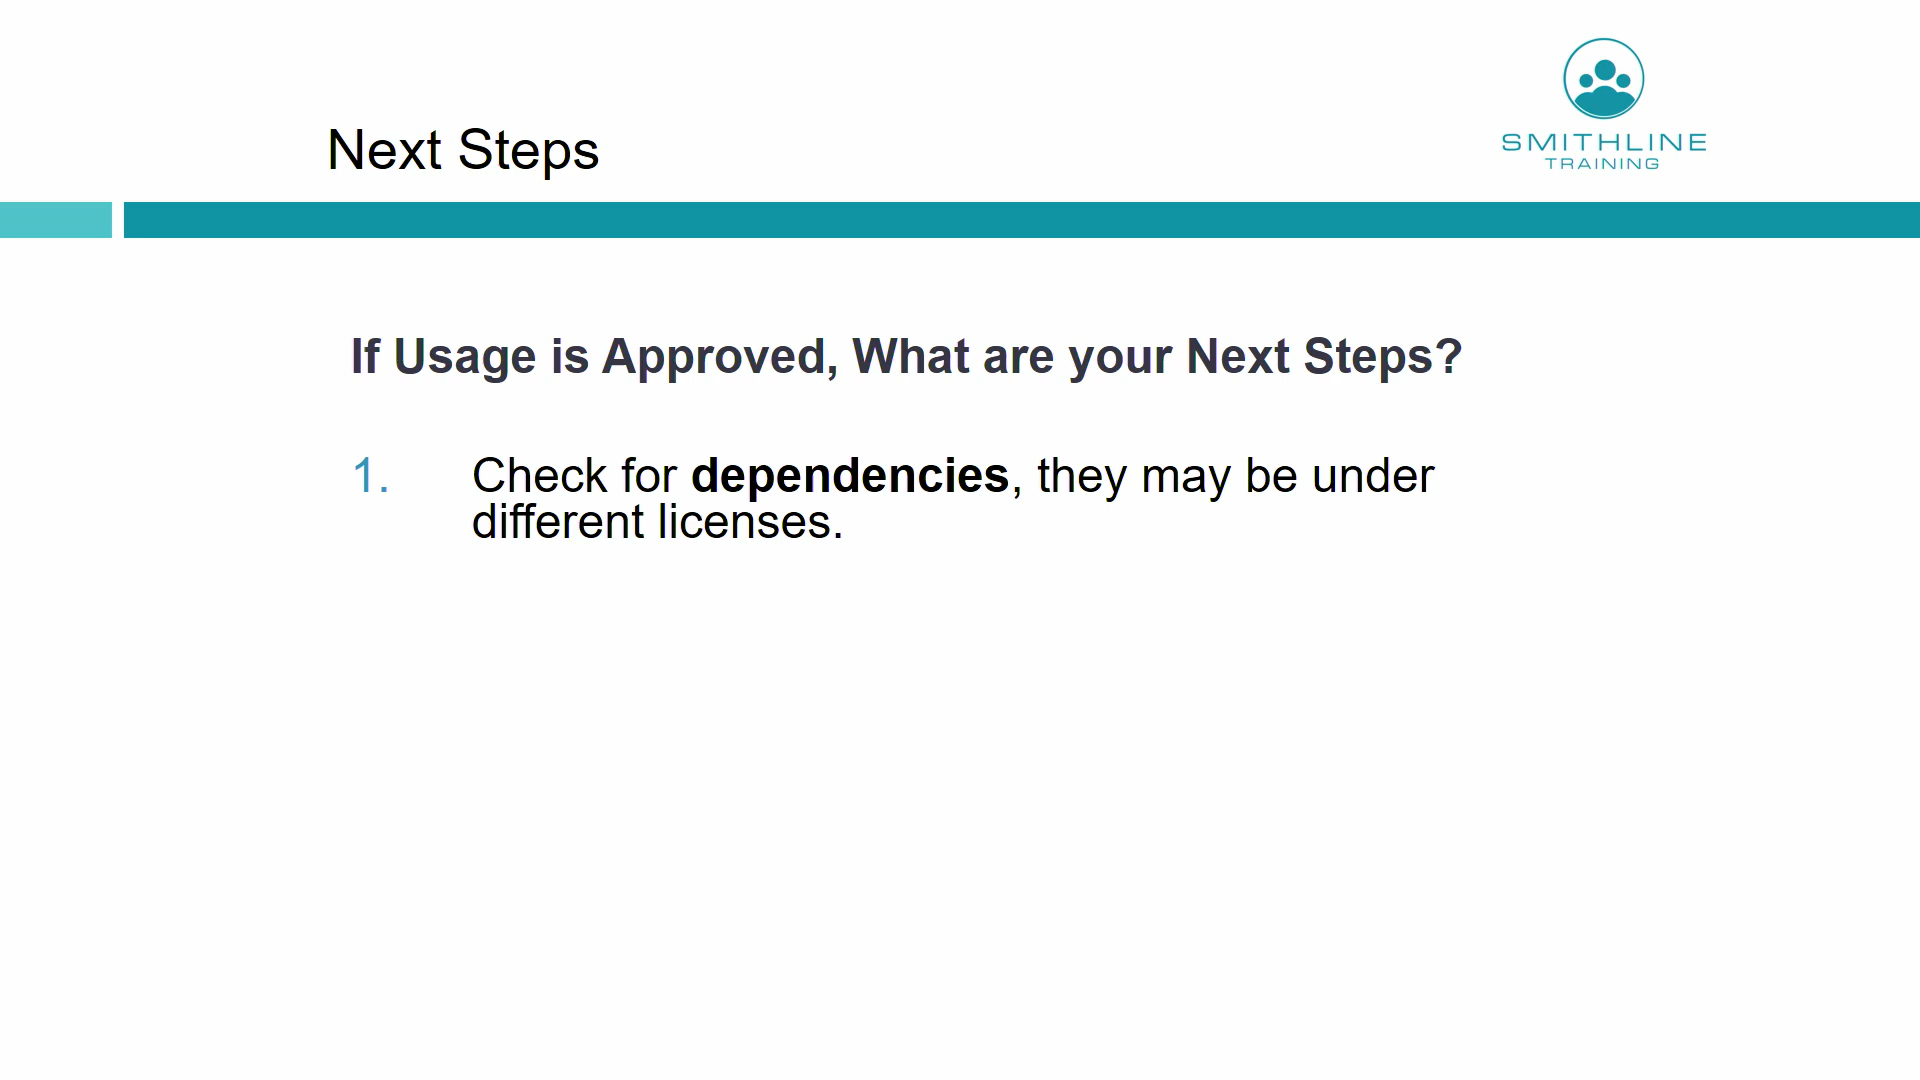 SMITHLINE
TRAINING
Next Steps
If Usage is Approved, What are your Next Steps?
1. Check for dependencies, they may be under
different licenses.